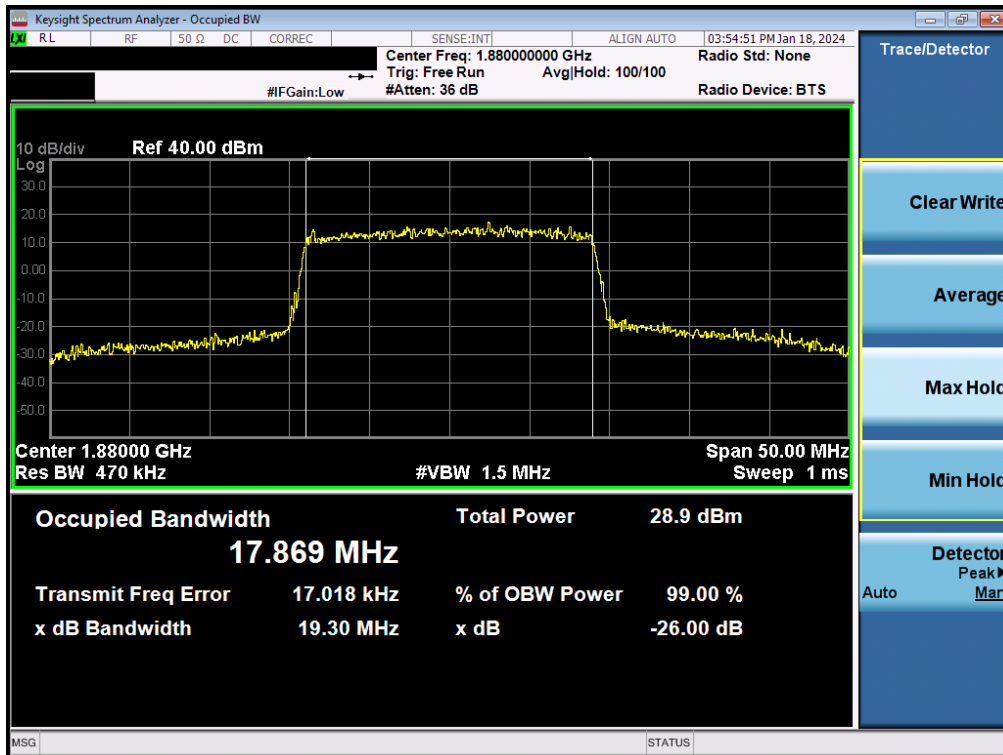 Keysight Spectrum Analyzer - Occupied BW
LXI RL RF 50 Ω DC CORREC SENSE:INT ALIGN AUTO 03:54:51 PM Jan 18, 2024
Center Freq: 1.880000000 GHz Radio Std: None
Trig: Free Run Avg|Hold: 100/100
#IFGain:Low #Atten: 36 dB Radio Device: BTS
Trace/Detector
10 dB/div Ref 40.00 dBm
Log
30.0
20.0
10.0
0.00
-10.0
-20.0
-30.0
-40.0
-50.0
Center 1.88000 GHz Span 50.00 MHz
Res BW 470 kHz #VBW 1.5 MHz Sweep 1 ms
Occupied Bandwidth Total Power 28.9 dBm
17.869 MHz
Transmit Freq Error 17.018 kHz % of OBW Power 99.00 %
x dB Bandwidth 19.30 MHz x dB -26.00 dB
Clear Write
Average
Max Hold
Min Hold
Detector
Peak▶
Auto Man
MSG STATUS